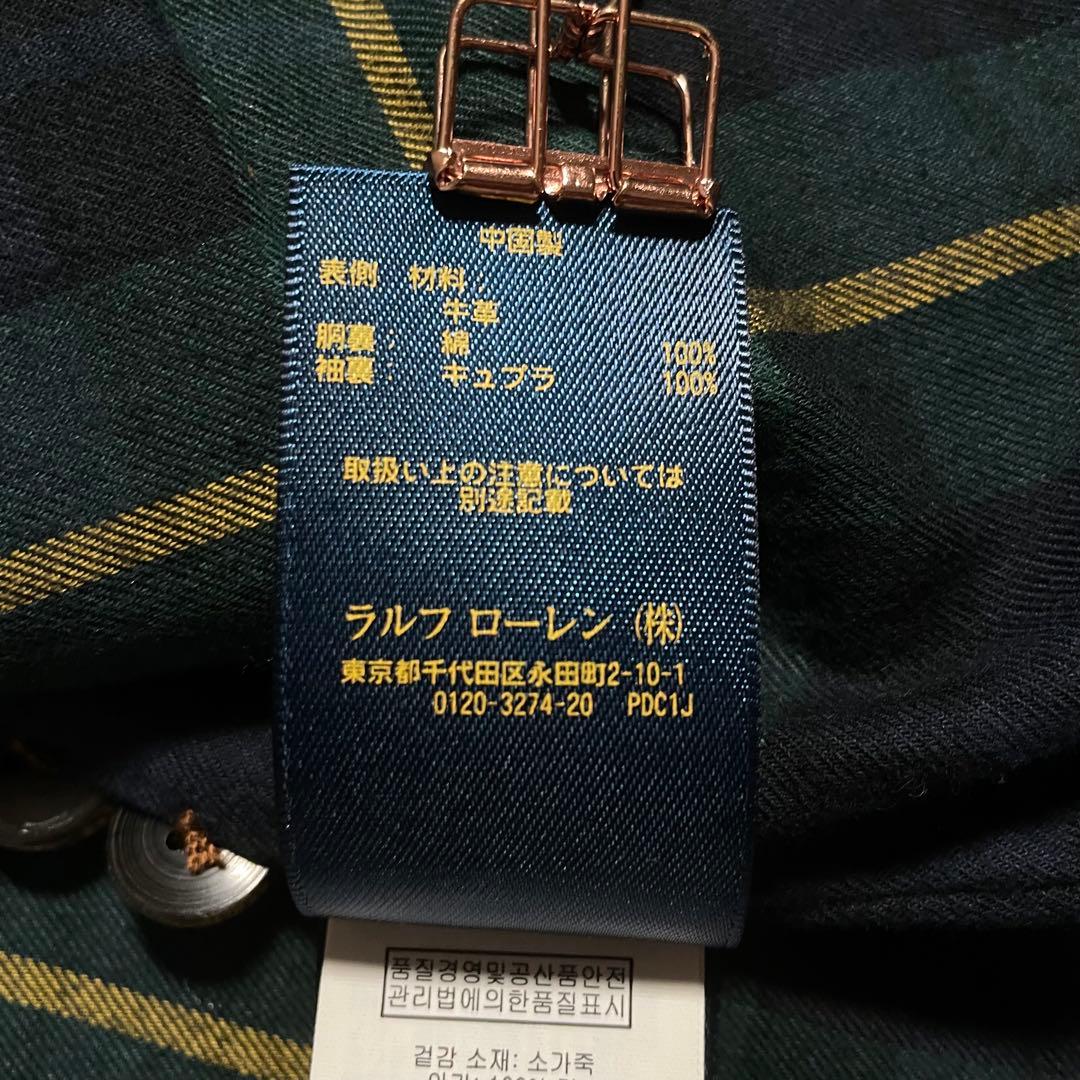 中国製
表側 材料:
牛革
胴裏: 綿 100%
袖裏: キュプラ 100%
取扱い上の注意については
別途記載
ラルフ ローレン (株)
東京都千代田区永田町2-10-1
0120-3274-20 PDC1J
품질경영및공산품안전
관리법에의한품질표시
겉감 소재: 소가죽